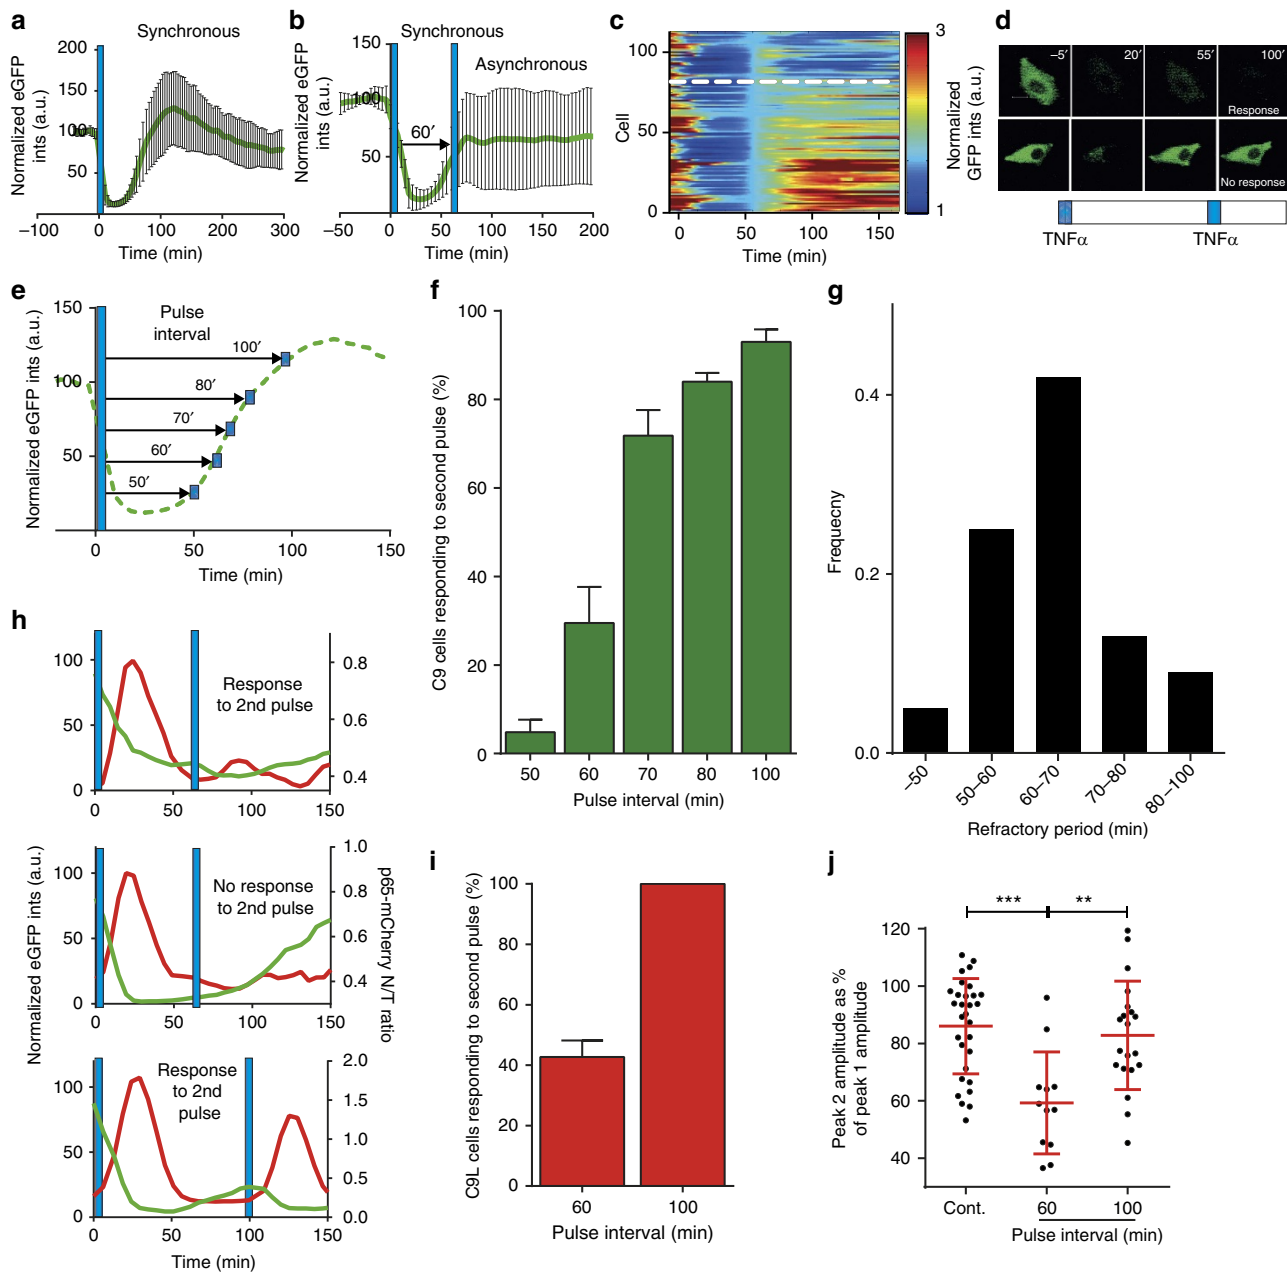 a
Synchronous
Normalized eGFP
ints (a.u.)
200
150
100
50
−100
0
100
200
300
Time (min)
b
Synchronous
Asynchronous
Normalized eGFP
ints (a.u.)
150
100
50
60′
−50
0
50
100
150
200
Time (min)
c
Cell
100
50
0
0
50
100
150
Time (min)
3
1
Normalized
GFP ints (a.u.)
d
−5′
20′
55′
100′
Response
No response
TNFα
TNFα
e
Normalized eGFP ints (a.u.)
150
100
50
Pulse
interval
100′
80′
70′
60′
50′
0
50
100
150
Time (min)
f
C9 cells responding to second pulse (%)
100
80
60
40
20
0
50
60
70
80
100
Pulse interval (min)
g
Frequecny
0.4
0.2
0.0
−50
50–60
60–70
70–80
80–100
Refractory period (min)
h
Normalized eGFP ints (a.u.)
p65-mCherry N/T ratio
100
50
0
Response
to 2nd pulse
0.8
0.6
0.4
0
50
100
150
100
50
0
No response
to 2nd pulse
1.0
0.8
0.6
0.4
0
50
100
150
100
50
0
Response
to 2nd
pulse
2.0
1.5
1.0
0.5
0.0
0
50
100
150
Time (min)
i
C9L cells responding to second pulse (%)
100
80
60
40
20
0
60
100
Pulse interval (min)
j
Peak 2 amplitude as %
of peak 1 amplitude
***
**
120
100
80
60
40
Cont.
60
100
Pulse interval (min)